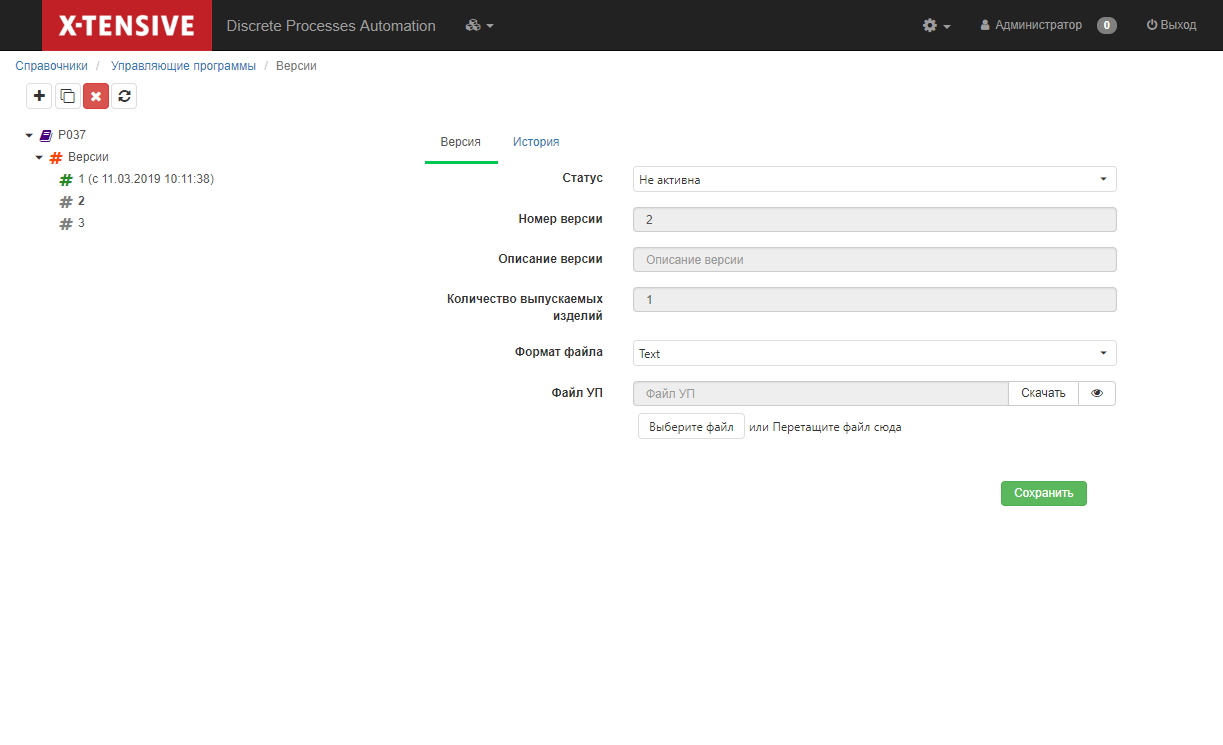 X-TENSIVE Discrete Processes Automation Администратор 0 Выход
Справочники / Управляющие программы / Версии
P037
Версии
# 1 (с 11.03.2019 10:11:38)
# 2
# 3
Версия История
Статус Не активна
Номер версии 2
Описание версии Описание версии
Количество выпускаемых 1
изделий
Формат файла Text
Файл УП Файл УП Скачать
Выберите файл или Перетащите файл сюда
Сохранить